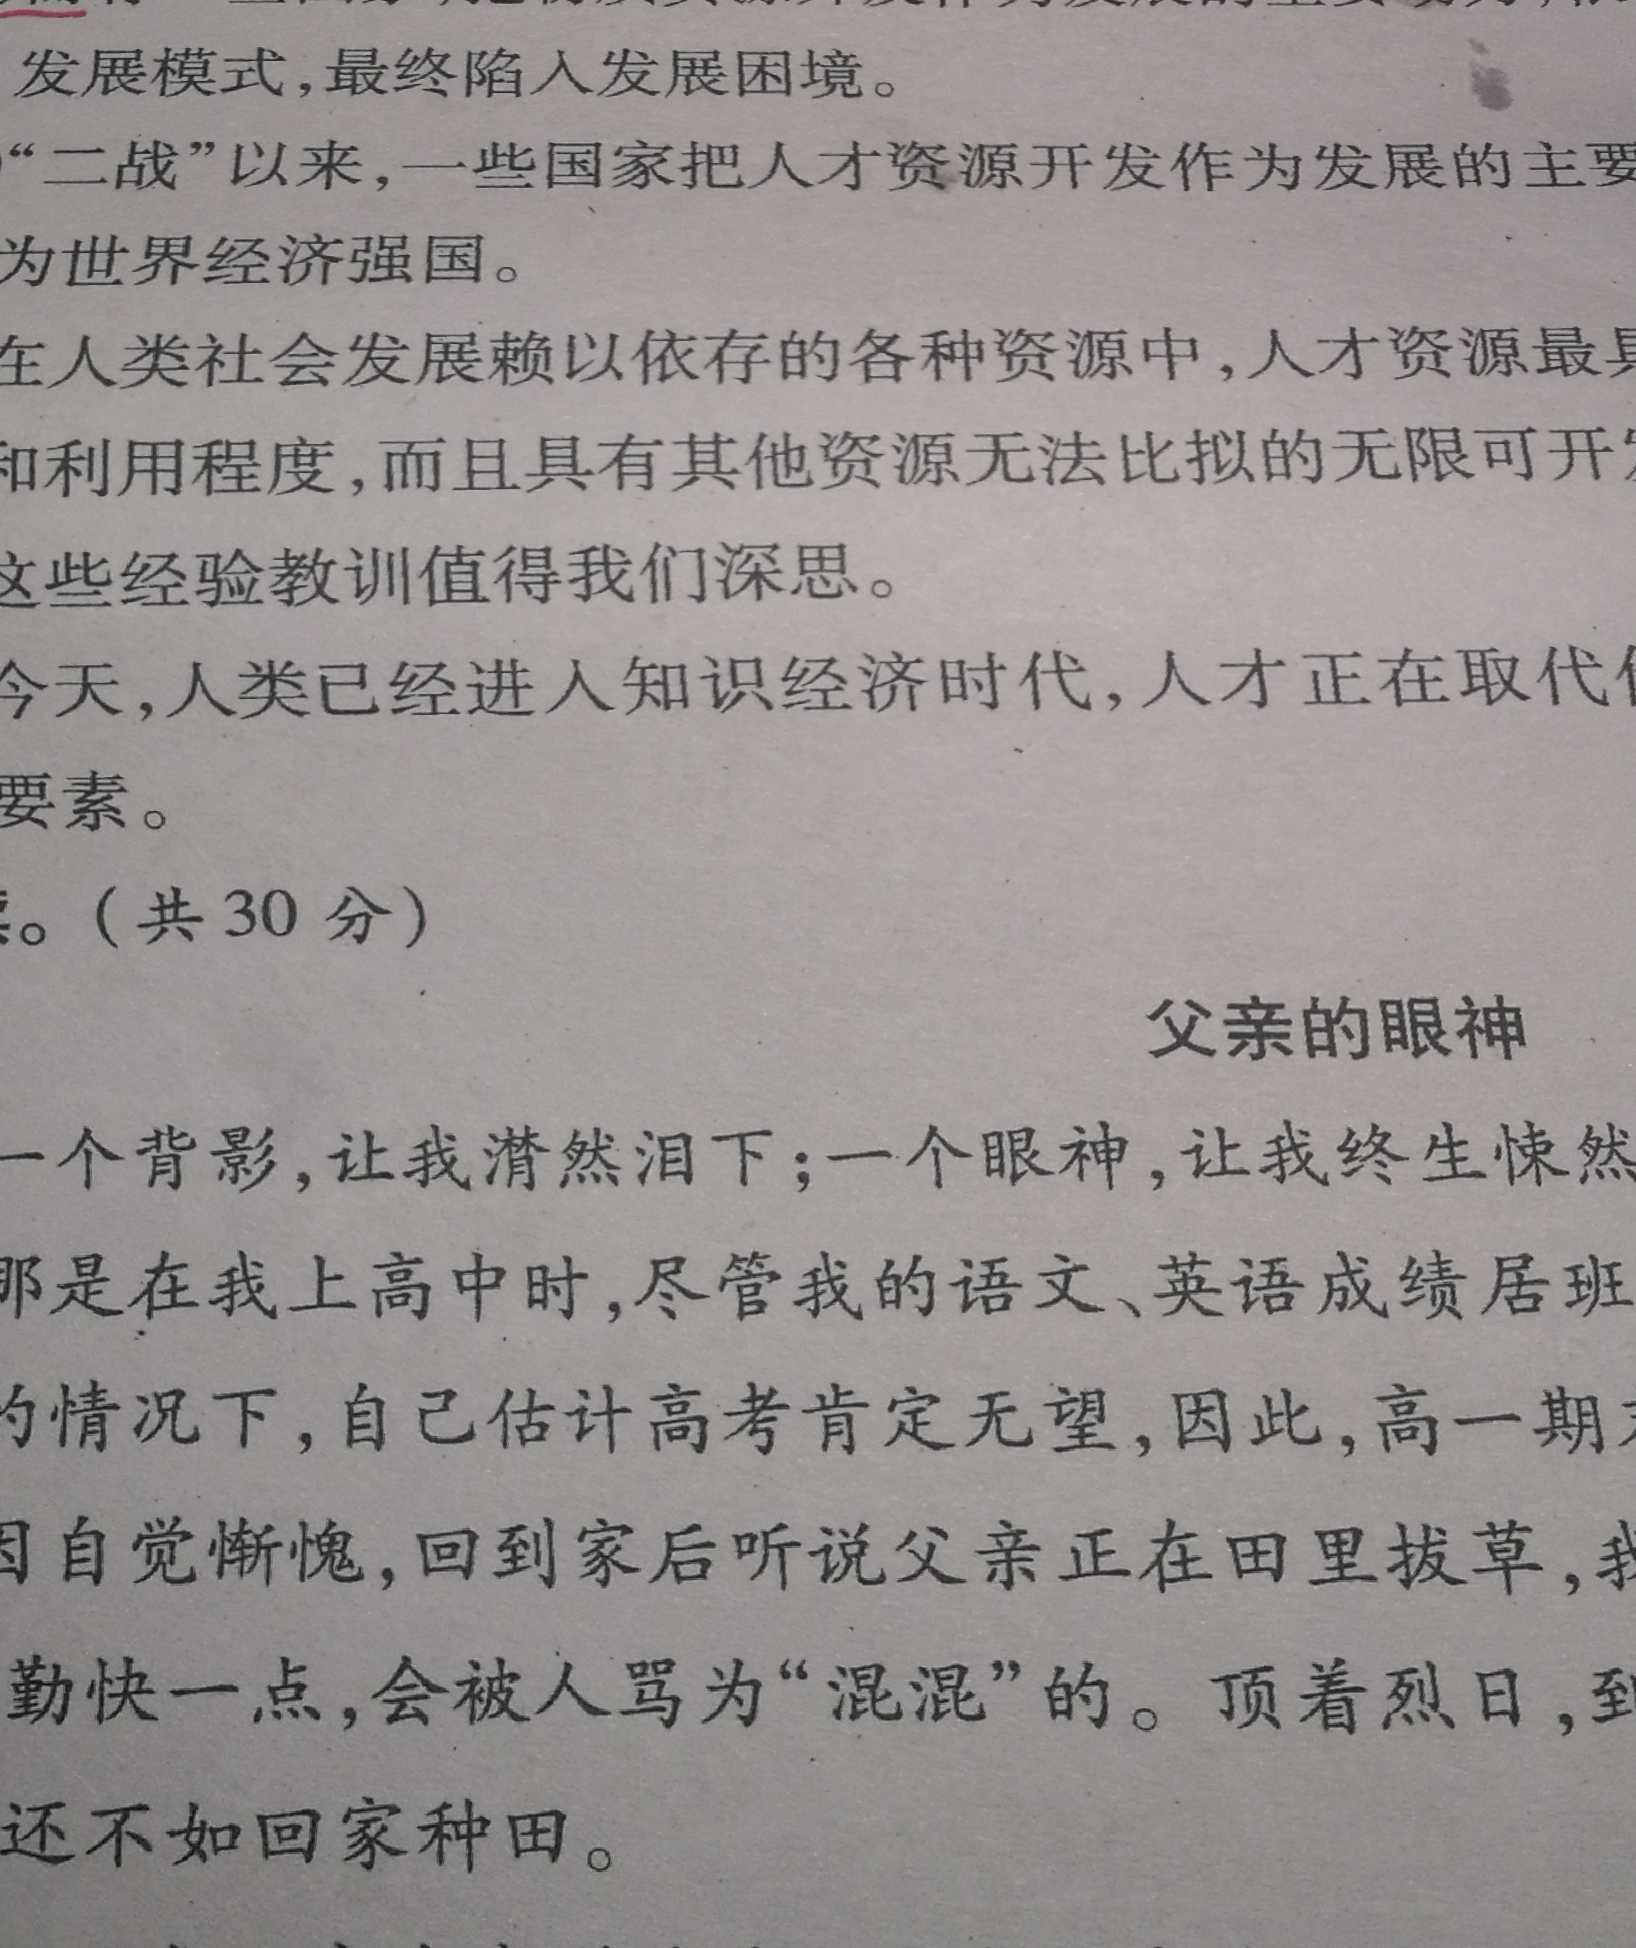 发展模式,最终陷入发展困境。
“二战”以来,一些国家把人才资源开发作为发展的主要
为世界经济强国。
在人类社会发展赖以依存的各种资源中,人才资源最具
和利用程度,而且具有其他资源无法比拟的无限可开
这些经验教训值得我们深思。
今天,人类已经进入知识经济时代,人才正在取代
要素。
。(共 30 分)
父亲的眼神
一个背影,让我潸然泪下;一个眼神,让我终生悚然
那是在我上高中时,尽管我的语文、英语成绩居班
的情况下,自己估计高考肯定无望,因此,高一期
因自觉惭愧,回到家后听说父亲正在田里拔草,我
勤快一点,会被人骂为“混混”的。顶着烈日,到
还不如回家种田。